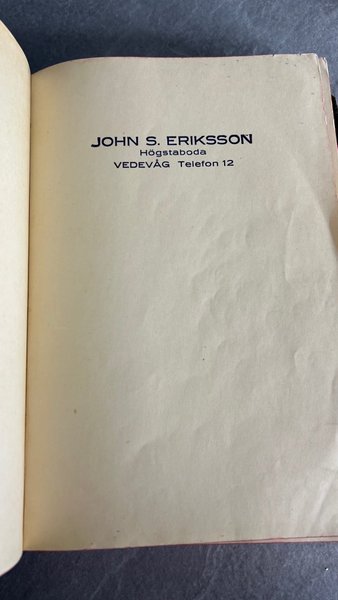 JOHN S. ERIKSSON
Högstaboda
VEDEVÅG Telefon 12